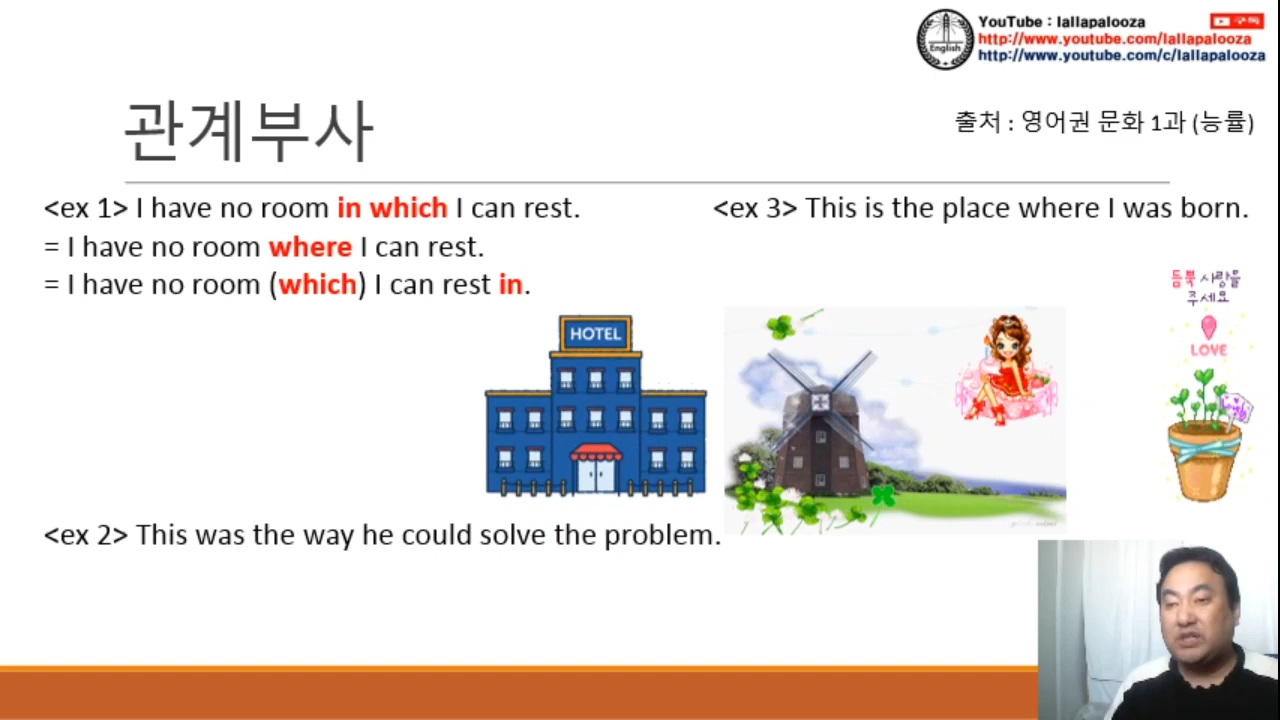 YouTube : lallapalooza
구독
http://www.youtube.com/lallapalooza
http://www.youtube.com/c/lallapalooza
English
관계부사
출처 : 영어권 문화 1과 (능률)
<ex 1> I have no room in which I can rest.
= I have no room where I can rest.
= I have no room (which) I can rest in.
<ex 3> This is the place where I was born.
듬뿍 사랑을
주세요
LOVE
HOTEL
<ex 2> This was the way he could solve the problem.